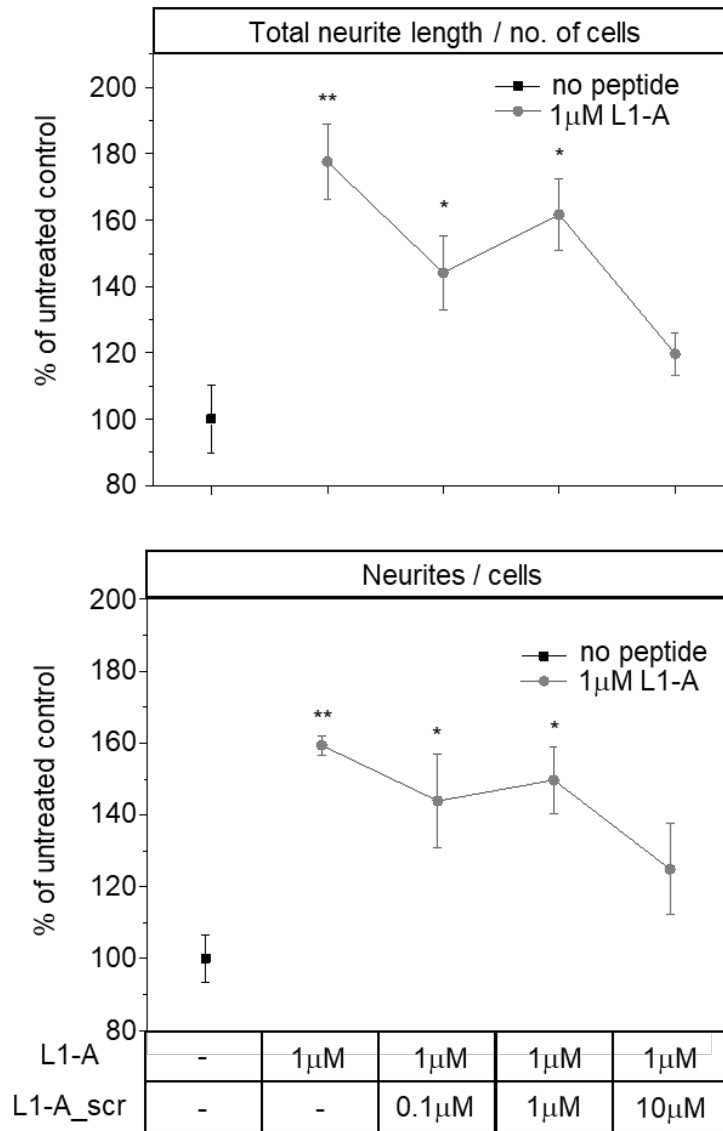 Total neurite length / no. of cells
200
180
160
140
120
100
80
% of untreated control
no peptide
1μM L1-A
**
*
*
Neurites / cells
200
180
160
140
120
100
80
% of untreated control
no peptide
1μM L1-A
**
*
*
L1-A - 1μM 1μM 1μM 1μM
L1-A_scr - - 0.1μM 1μM 10μM